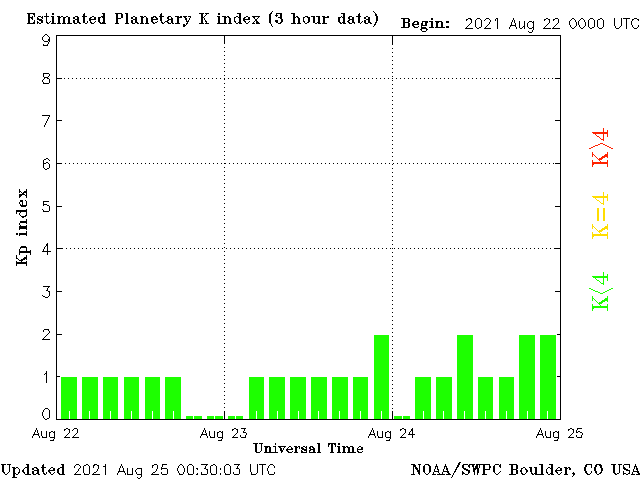 Estimated Planetary K index (3 hour data) Begin: 2021 Aug 22 0000 UTC
9
8
7
6
5
4
3
2
1
0
Kp index
K>4
K=4
K<4
Aug 22 Aug 23 Aug 24 Aug 25
Universal Time
Updated 2021 Aug 25 00:30:03 UTC NOAA/SWPC Boulder, CO USA